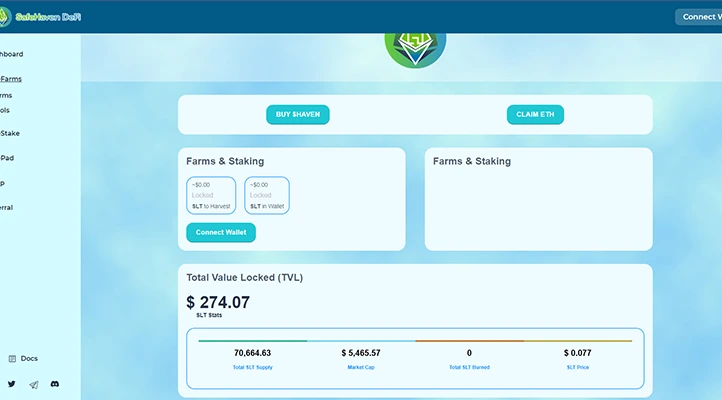 SafeHaven DeFi
Connect W
hboard
Farms
rms
ols
-Stake
-Pad
p
erral
Docs
BUY $HAVEN
CLAIM ETH
Farms & Staking
~$0.00
Locked
SLT to Harvest
~$0.00
Locked
SLT in Wallet
Connect Wallet
Farms & Staking
Total Value Locked (TVL)
$ 274.07
SLT Stats
70,664.63
Total SLT Supply
$ 5,465.57
Market Cap
0
Total SLT Burned
$ 0.077
SLT Price